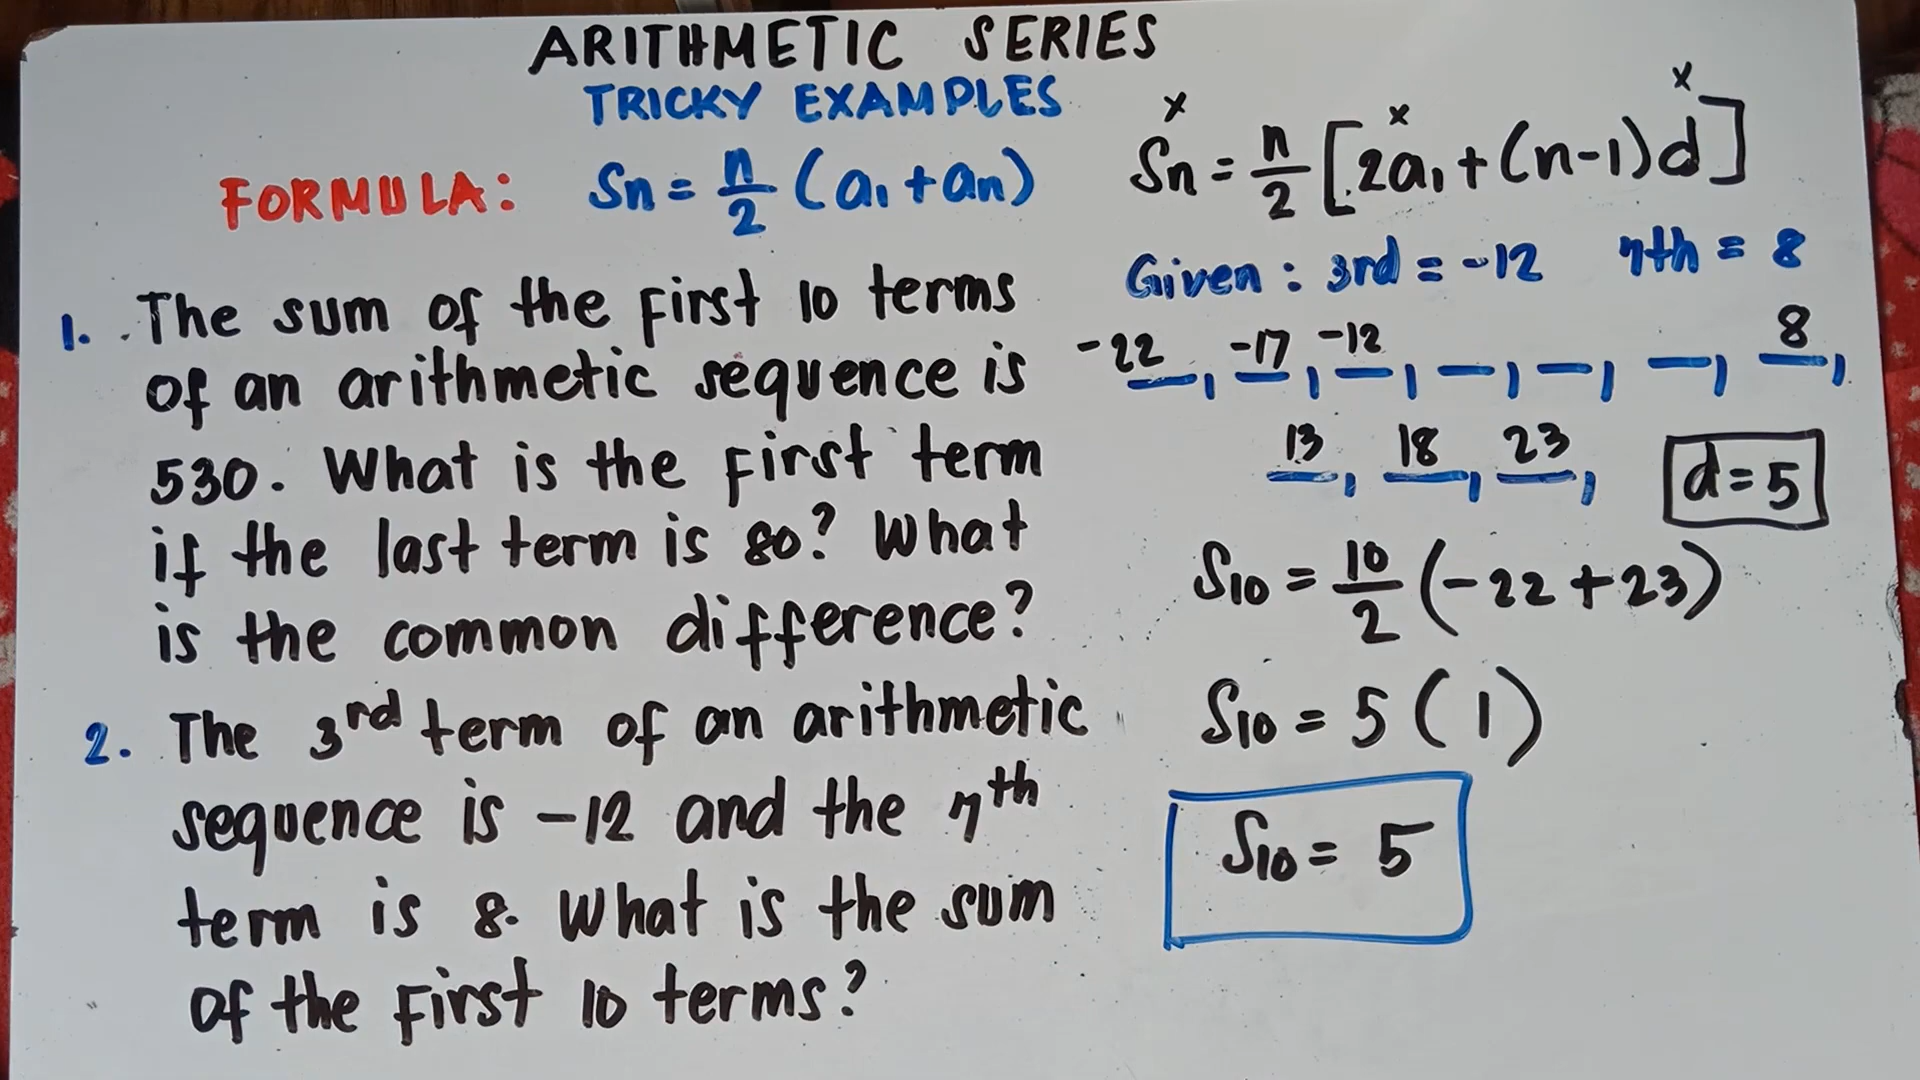 ARITHMETIC SERIES
TRICKY EXAMPLES
FORMULA: Sn = n/2 (a₁ + an)
1. The sum of the first 10 terms
of an arithmetic sequence is
530. What is the first term
if the last term is 80? What
is the common difference?
2. The 3rd term of an arithmetic
sequence is -12 and the 7th
term is 8. What is the sum
of the first 10 terms?
x x x
Sn = n/2 [2a₁ + (n-1)d]
Given: 3rd = -12 7th = 8
-22, -17, -12, __, __, __, 8,
13, 18, 23,
d = 5
S10 = 10/2 (-22 + 23)
S10 = 5 (1)
S10 = 5